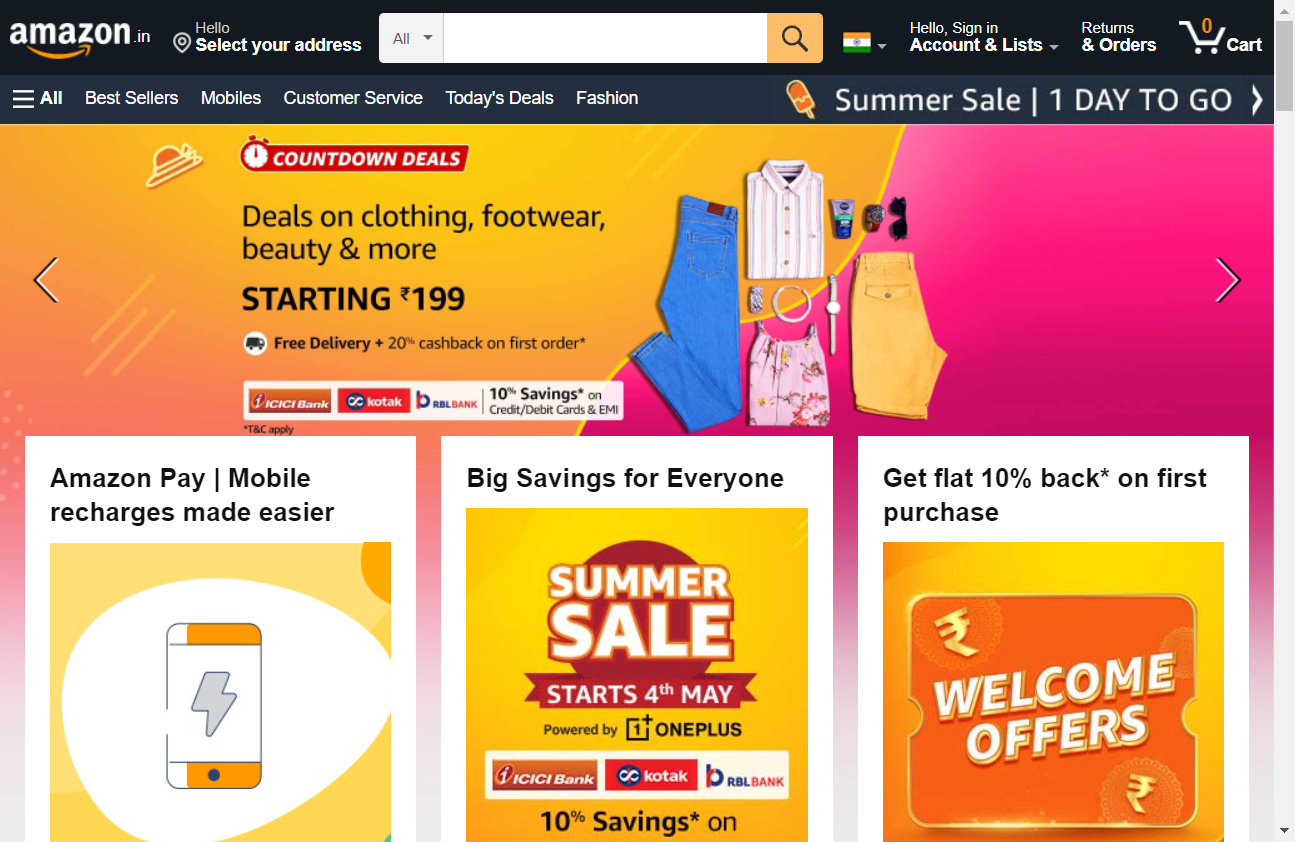 amazon.in
Hello
Select your address
All
Hello, Sign in
Account & Lists
Returns
& Orders
0
Cart
All
Best Sellers
Mobiles
Customer Service
Today's Deals
Fashion
Summer Sale | 1 DAY TO GO
COUNTDOWN DEALS
Deals on clothing, footwear,
beauty & more
STARTING ₹199
Free Delivery + 20% cashback on first order*
ICICI Bank
kotak
RBLBANK
10% Savings* on
Credit/Debit Cards & EMI
*T&C apply
Amazon Pay | Mobile
recharges made easier
Big Savings for Everyone
SUMMER
SALE
STARTS 4th MAY
Powered by 1+ ONEPLUS
ICICI Bank
kotak
RBLBANK
10% Savings* on
Get flat 10% back* on first
purchase
₹
WELCOME
OFFERS
₹